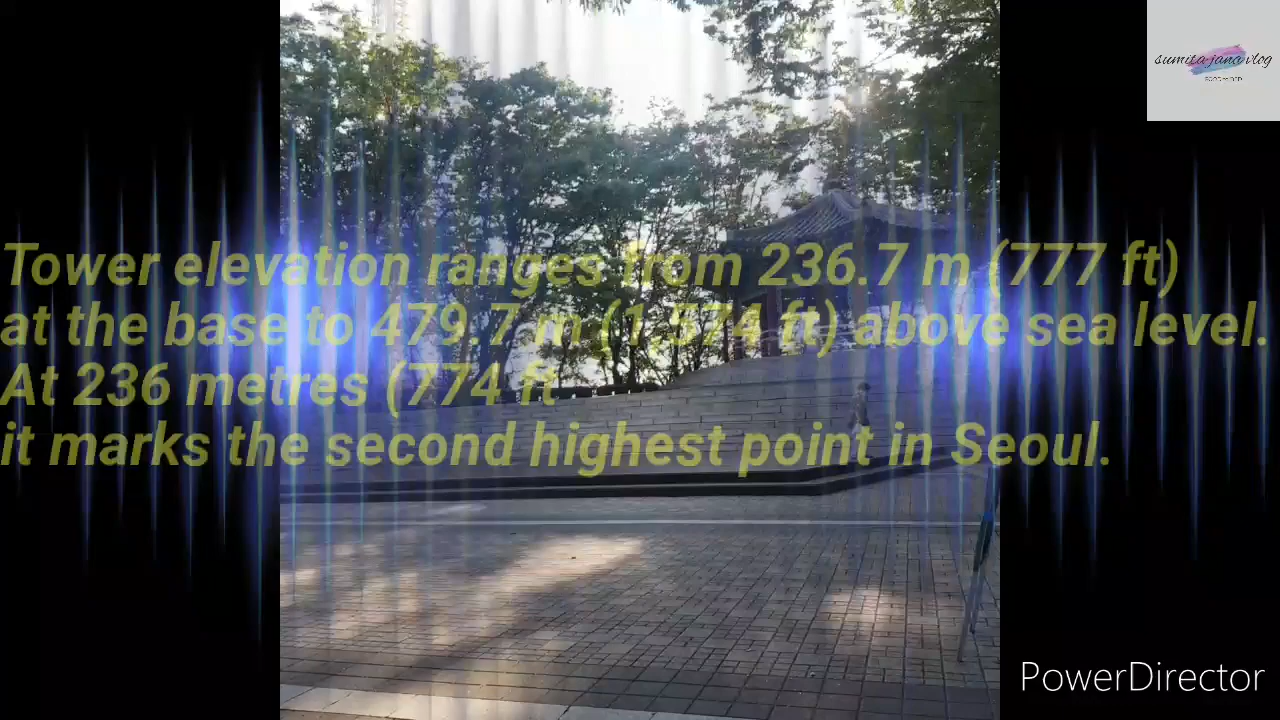 sumita jana vlog
Tower elevation ranges from 236.7 m (777 ft)
at the base to 479.7 m (1,574 ft) above sea level.
At 236 metres (774 ft
it marks the second highest point in Seoul.
PowerDirector